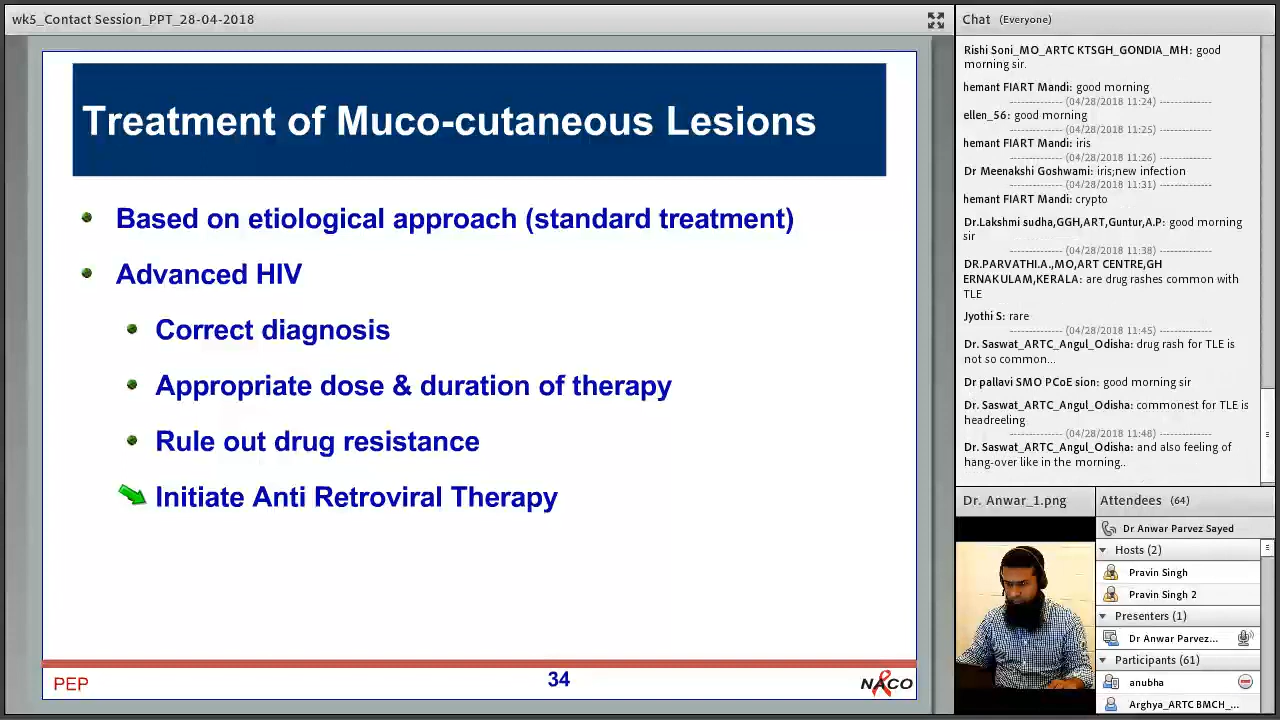 wk5_Contact Session_PPT_28-04-2018
Treatment of Muco-cutaneous Lesions
Based on etiological approach (standard treatment)
Advanced HIV
Correct diagnosis
Appropriate dose & duration of therapy
Rule out drug resistance
Initiate Anti Retroviral Therapy
PEP
34
NACO
Chat (Everyone)
Rishi Soni_MO_ARTC KTSGH_GONDIA_MH: good
morning sir.
hemant FIART Mandi: good morning
------------- (04/28/2018 11:24) -------------
ellen_56: good morning
------------- (04/28/2018 11:25) -------------
hemant FIART Mandi: iris
------------- (04/28/2018 11:26) -------------
Dr Meenakshi Goshwami: iris;new infection
------------- (04/28/2018 11:31) -------------
hemant FIART Mandi: crypto
Dr.Lakshmi sudha,GGH,ART,Guntur,A.P: good morning
sir
------------- (04/28/2018 11:38) -------------
DR.PARVATHI.A.,MO,ART CENTRE,GH
ERNAKULAM,KERALA: are drug rashes common with
TLE
Jyothi S: rare
------------- (04/28/2018 11:45) -------------
Dr. Saswat_ARTC_Angul_Odisha: drug rash for TLE is
not so common...
Dr pallavi SMO PCoE sion: good morning sir
Dr. Saswat_ARTC_Angul_Odisha: commonest for TLE is
headreeling
------------- (04/28/2018 11:48) -------------
Dr. Saswat_ARTC_Angul_Odisha: and also feeling of
hang-over like in the morning..
Dr. Anwar_1.png
Attendees (64)
Dr Anwar Parvez Sayed
Hosts (2)
Pravin Singh
Pravin Singh 2
Presenters (1)
Dr Anwar Parvez...
Participants (61)
anubha
Arghya_ARTC BMCH_...